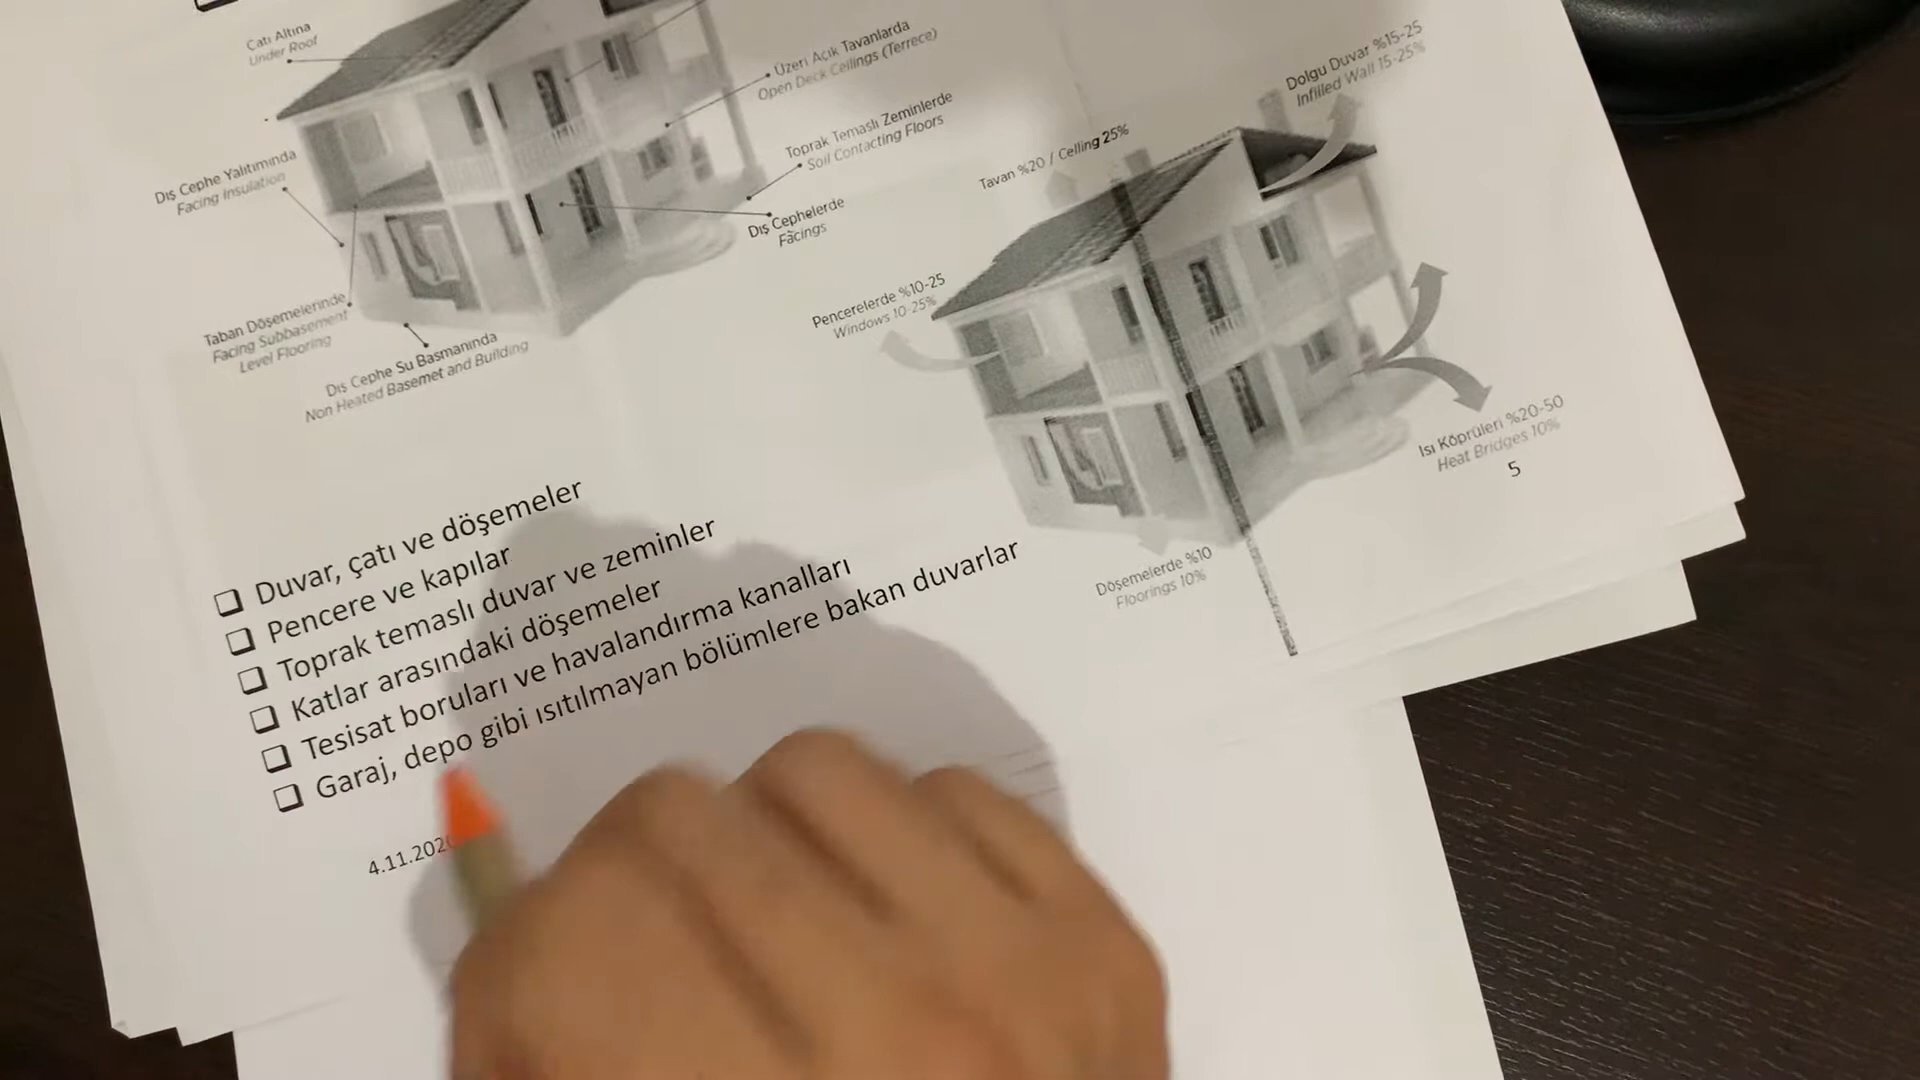 Çatı Altına
Under Roof
Üzeri Açık Tavanlarda
Open Deck Ceilings (Terrece)
Toprak Temaslı Zeminlerde
Soil Contacting Floors
Dış Cephe Yalıtımında
Facing Insulation
Dış Cephelerde
Facings
Taban Döşemelerinde
Facing Subbasement
Level Flooring
Dış Cephe Su Basmanında
Non Heated Basemet and Building
Dolgu Duvar %15-25
Infilled Wall 15-25%
Tavan %20 / Celling 25%
Pencerelerde %10-25
Windows 10-25%
Isı Köprüleri %20-50
Heat Bridges 10%
5
Döşemelerde %10
Floorings 10%
❑ Duvar, çatı ve döşemeler
❑ Pencere ve kapılar
❑ Toprak temaslı duvar ve zeminler
❑ Katlar arasındaki döşemeler
❑ Tesisat boruları ve havalandırma kanalları
❑ Garaj, depo gibi ısıtılmayan bölümlere bakan duvarlar
4.11.202